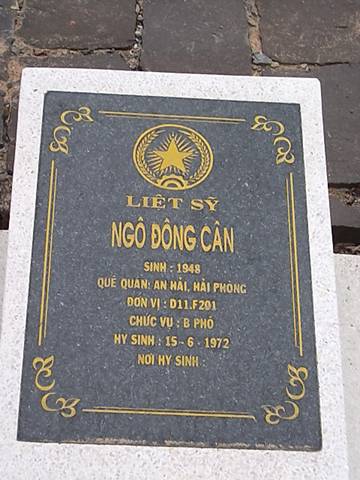 LIỆT SỸ
NGÔ ĐÔNG CÂN
SINH : 1948
QUÊ QUÁN: AN HẢI, HẢI PHÒNG
ĐƠN VỊ : D11.F201
CHỨC VỤ : B PHÓ
HY SINH : 15 - 6 - 1972
NƠI HY SINH :